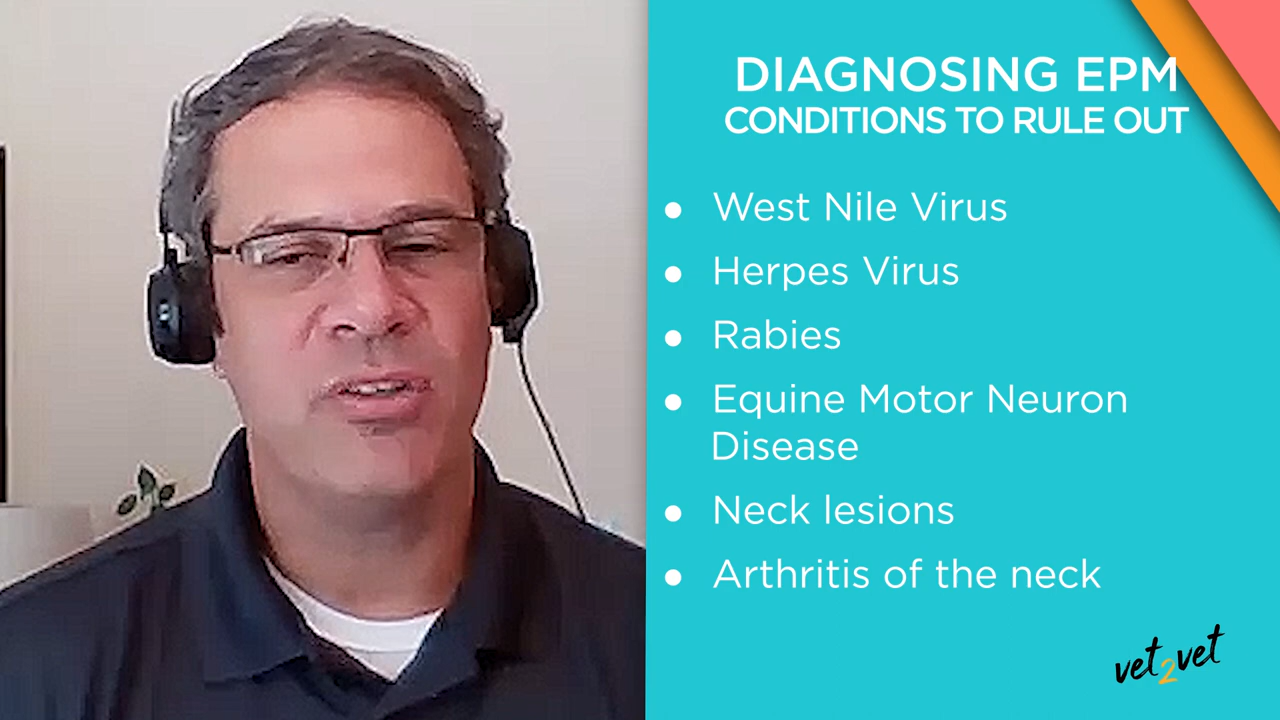 DIAGNOSING EPM
CONDITIONS TO RULE OUT
• West Nile Virus
• Herpes Virus
• Rabies
• Equine Motor Neuron
Disease
• Neck lesions
• Arthritis of the neck
vet2vet